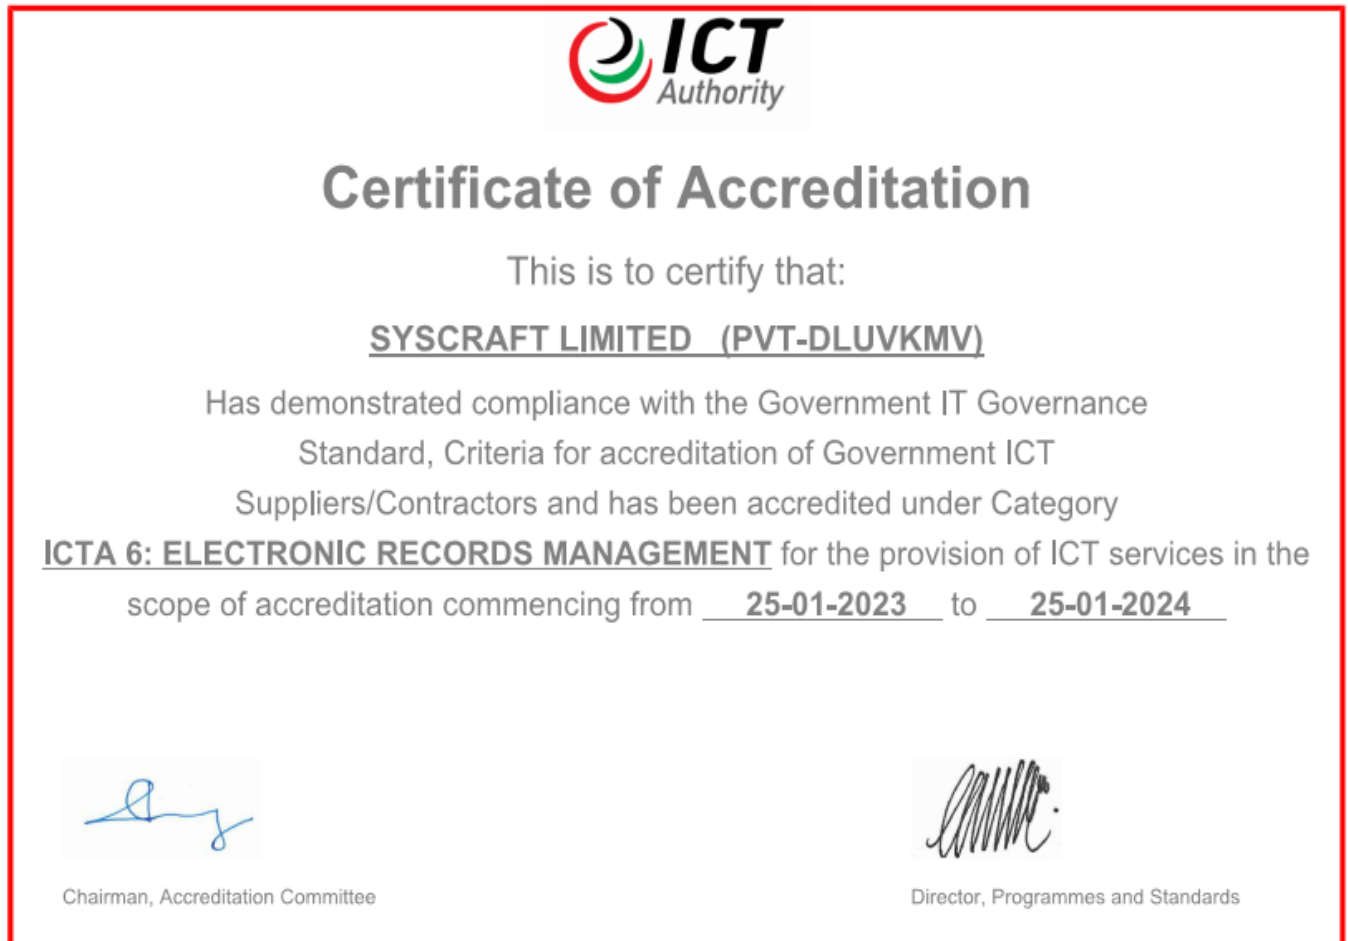 ICT
Authority
Certificate of Accreditation
This is to certify that:
SYSCRAFT LIMITED (PVT-DLUVKMV)
Has demonstrated compliance with the Government IT Governance
Standard, Criteria for accreditation of Government ICT
Suppliers/Contractors and has been accredited under Category
ICTA 6: ELECTRONIC RECORDS MANAGEMENT for the provision of ICT services in the
scope of accreditation commencing from 25-01-2023 to 25-01-2024
Chairman, Accreditation Committee
Director, Programmes and Standards